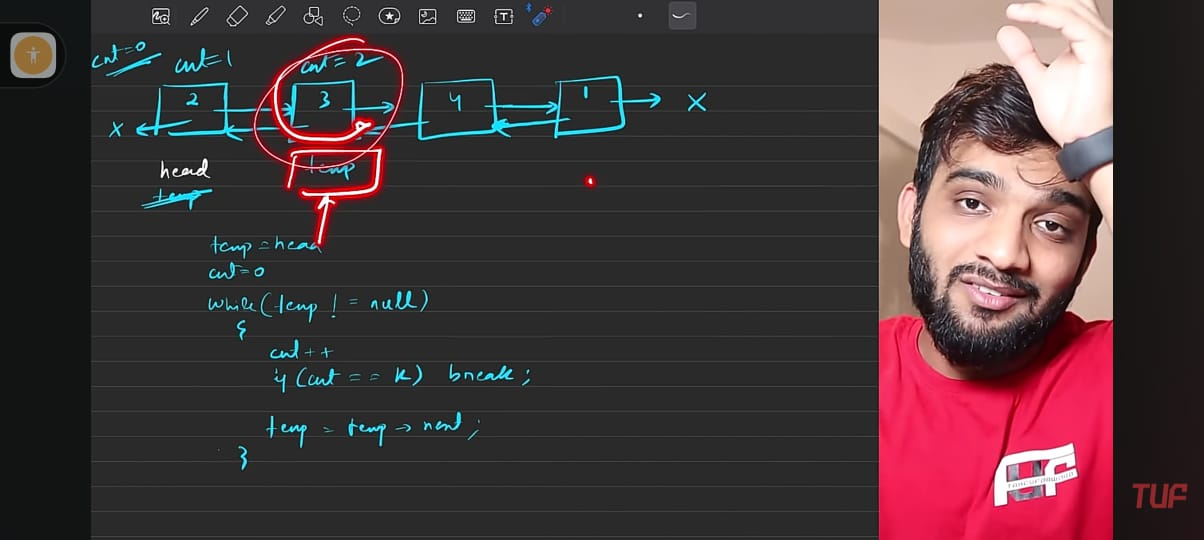 cnt=0
cnt=1
cnt=2
2
3
4
1
X
X
head
temp
temp
temp = head
cnt=0
while(temp != null)
{
cnt++
if (cnt == K) break;
temp = temp → next;
}
T
TUF
TUF